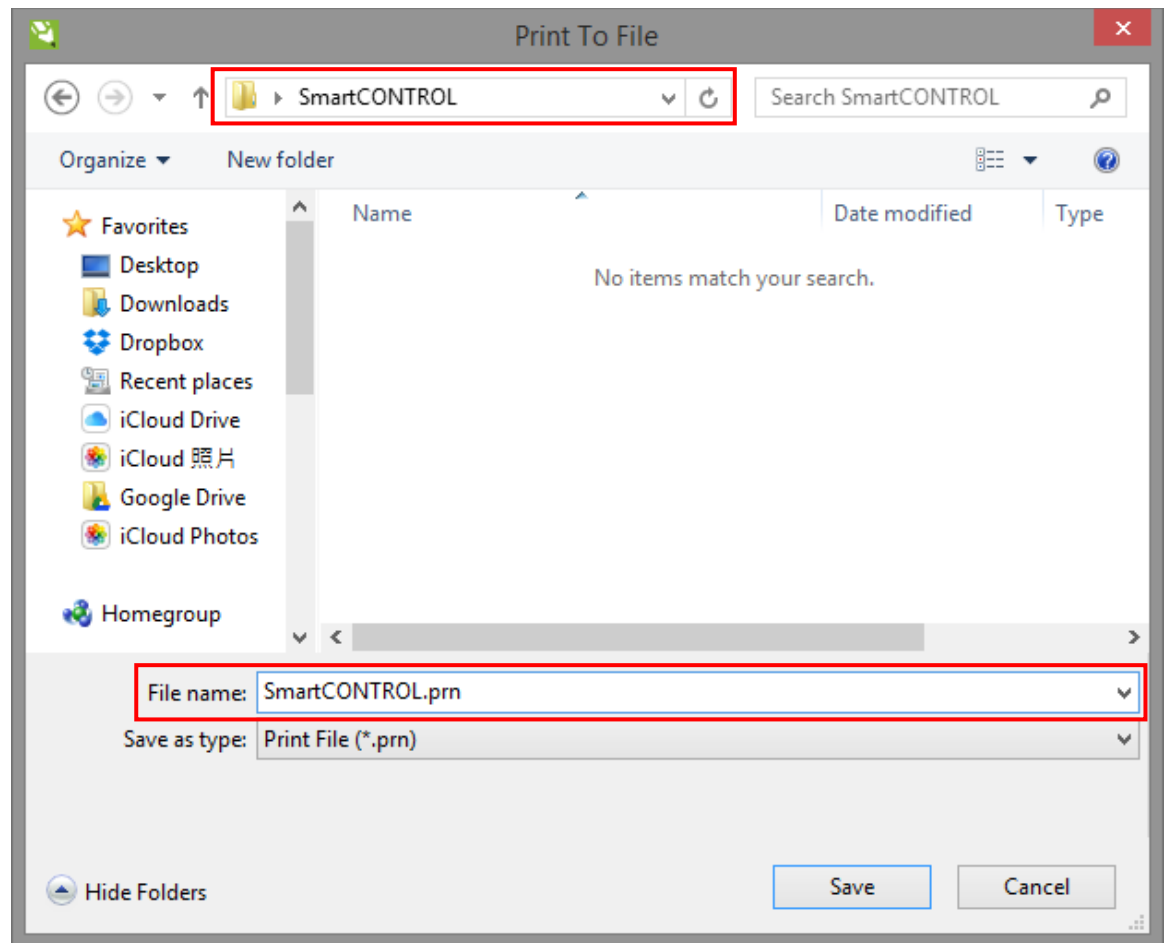 Print To File
SmartCONTROL
Search SmartCONTROL
Organize
New folder
Name
Date modified
Type
No items match your search.
Favorites
Desktop
Downloads
Dropbox
Recent places
iCloud Drive
iCloud 照片
Google Drive
iCloud Photos
Homegroup
File name: SmartCONTROL.prn
Save as type: Print File (*.prn)
Hide Folders
Save
Cancel